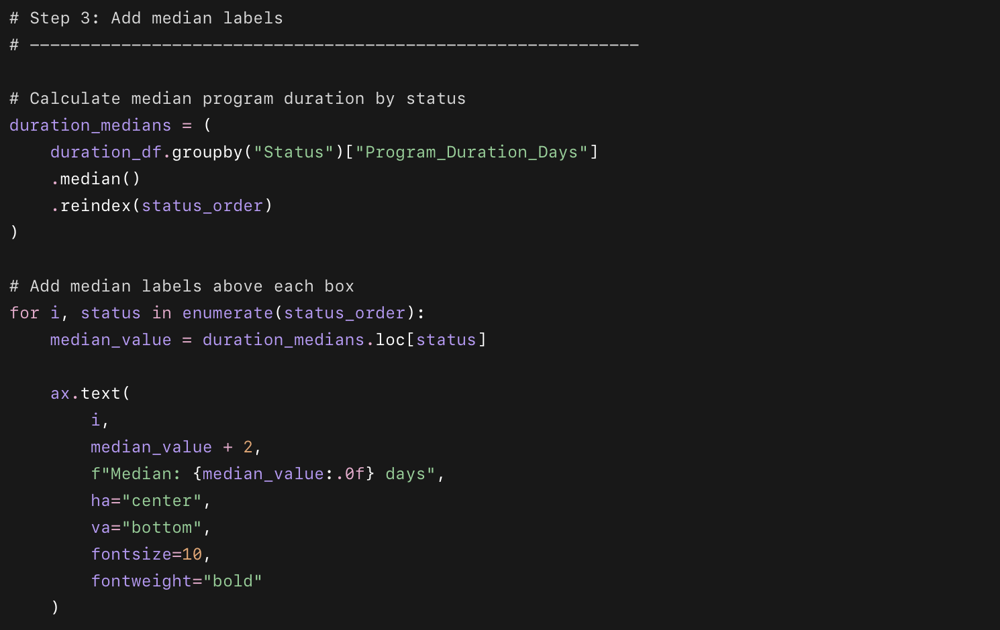 # Step 3: Add median labels
# ------------------------------------------------------------
# Calculate median program duration by status
duration_medians = (
    duration_df.groupby("Status")["Program_Duration_Days"]
    .median()
    .reindex(status_order)
)
# Add median labels above each box
for i, status in enumerate(status_order):
    median_value = duration_medians.loc[status]
    ax.text(
        i,
        median_value + 2,
        f"Median: {median_value:.0f} days",
        ha="center",
        va="bottom",
        fontsize=10,
        fontweight="bold"
    )